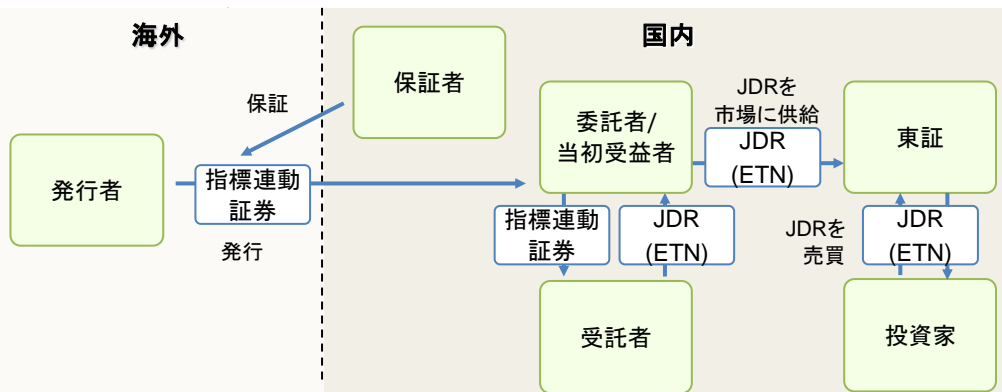 海外
国内
保証者
保証
発行者
指標連動
証券
発行
委託者/
当初受益者
JDRを
市場に供給
JDR
(ETN)
東証
指標連動
証券
JDR
(ETN)
JDRを
売買
JDR
(ETN)
受託者
投資家